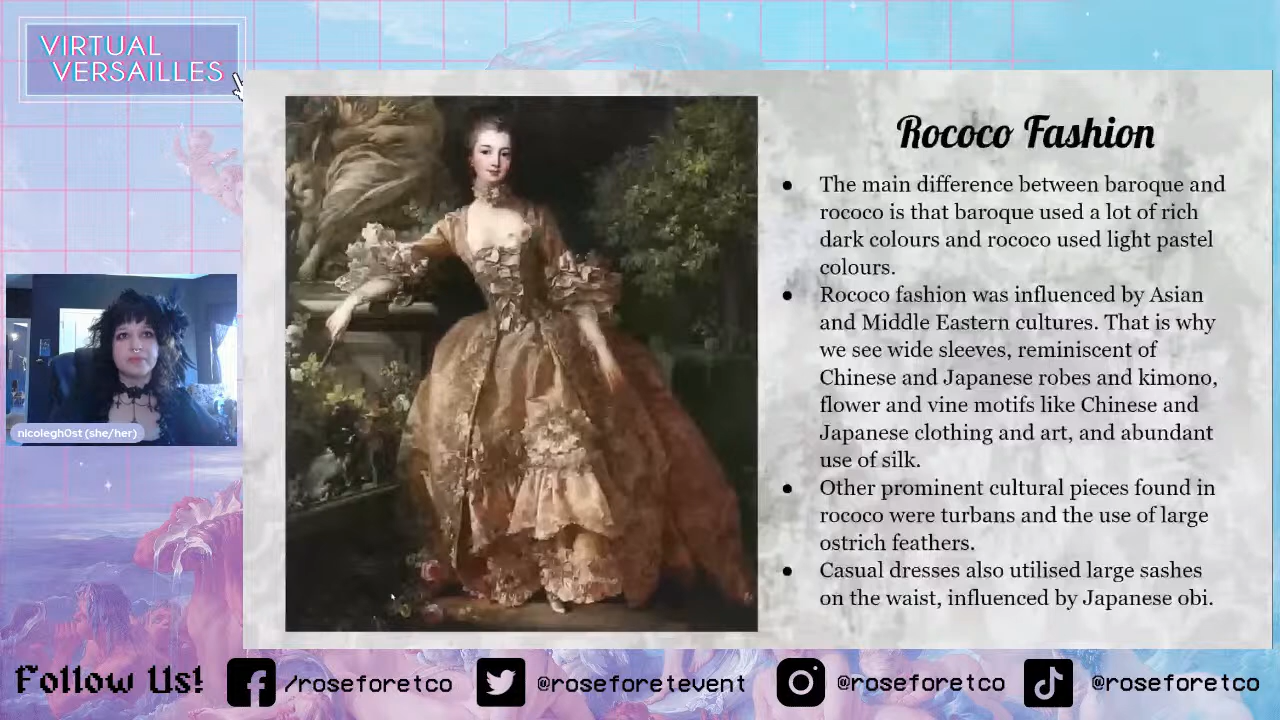 VIRTUAL
VERSAILLES
Rococo Fashion
• The main difference between baroque and
rococo is that baroque used a lot of rich
dark colours and rococo used light pastel
colours.
• Rococo fashion was influenced by Asian
and Middle Eastern cultures. That is why
we see wide sleeves, reminiscent of
Chinese and Japanese robes and kimono,
flower and vine motifs like Chinese and
Japanese clothing and art, and abundant
use of silk.
• Other prominent cultural pieces found in
rococo were turbans and the use of large
ostrich feathers.
• Casual dresses also utilised large sashes
on the waist, influenced by Japanese obi.
nicolegh0st (she/her)
Follow Us! /roseforetco @roseforetevent @roseforetco @roseforetco